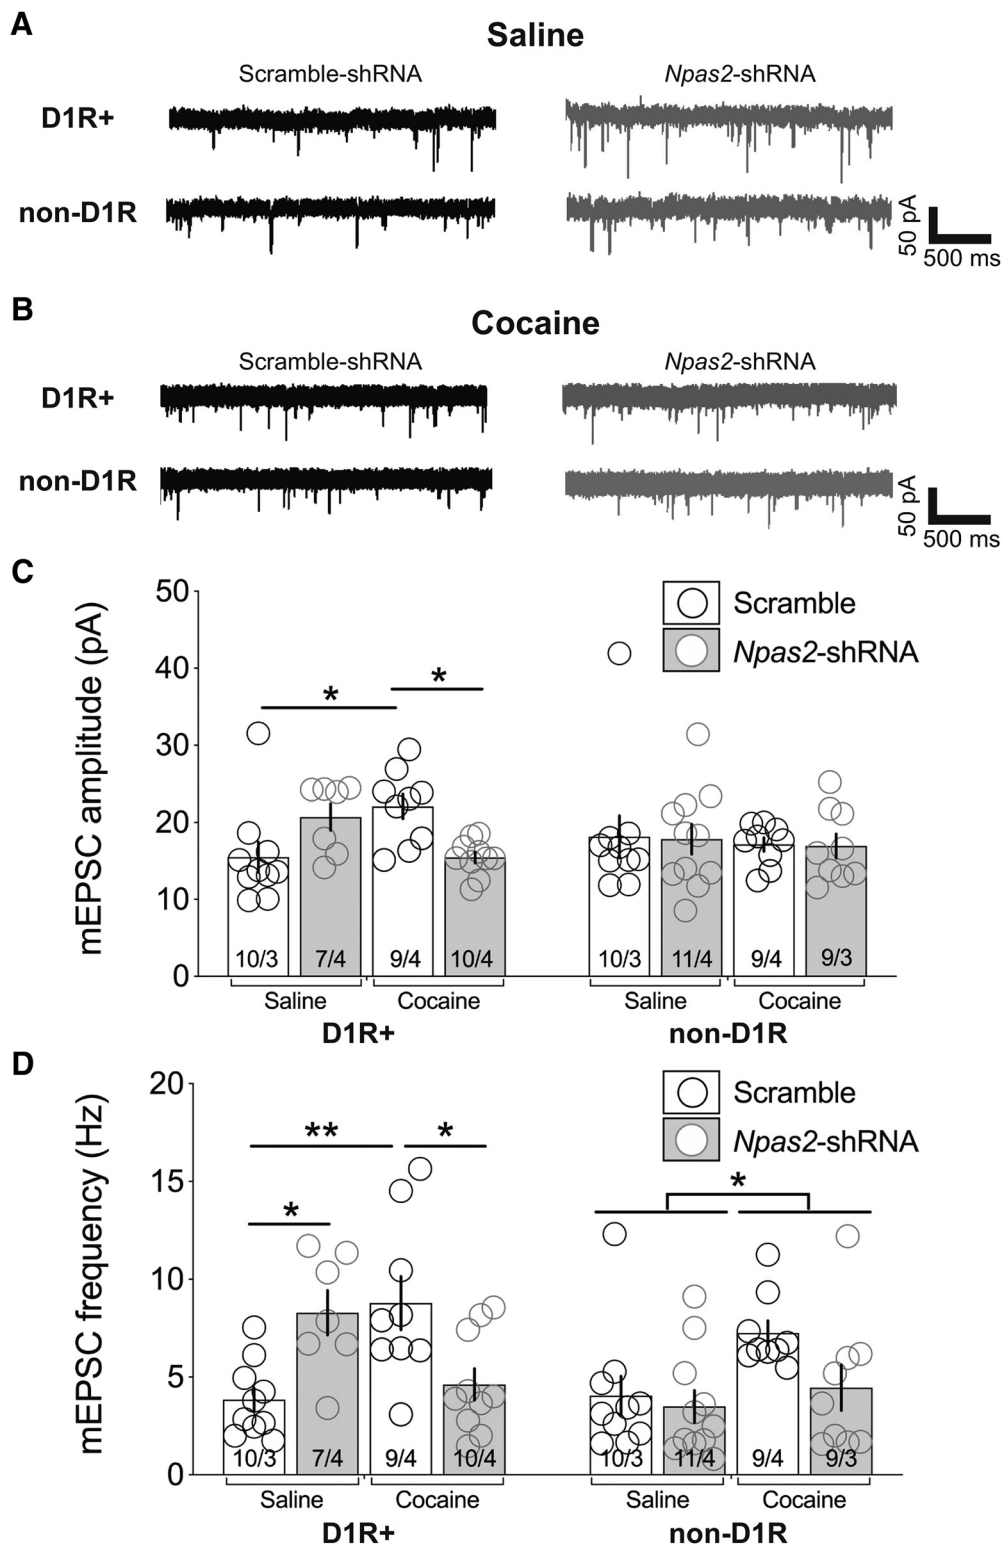 A
Saline
Scramble-shRNA
Npas2-shRNA
D1R+
non-D1R
50 pA
500 ms
B
Cocaine
Scramble-shRNA
Npas2-shRNA
D1R+
non-D1R
50 pA
500 ms
C
mEPSC amplitude (pA)
50
40
30
20
10
0
Scramble
Npas2-shRNA
*
*
10/3
7/4
9/4
10/4
10/3
11/4
9/4
9/3
Saline
Cocaine
Saline
Cocaine
D1R+
non-D1R
D
mEPSC frequency (Hz)
20
15
10
5
0
Scramble
Npas2-shRNA
**
*
*
*
10/3
7/4
9/4
10/4
10/3
11/4
9/4
9/3
Saline
Cocaine
Saline
Cocaine
D1R+
non-D1R